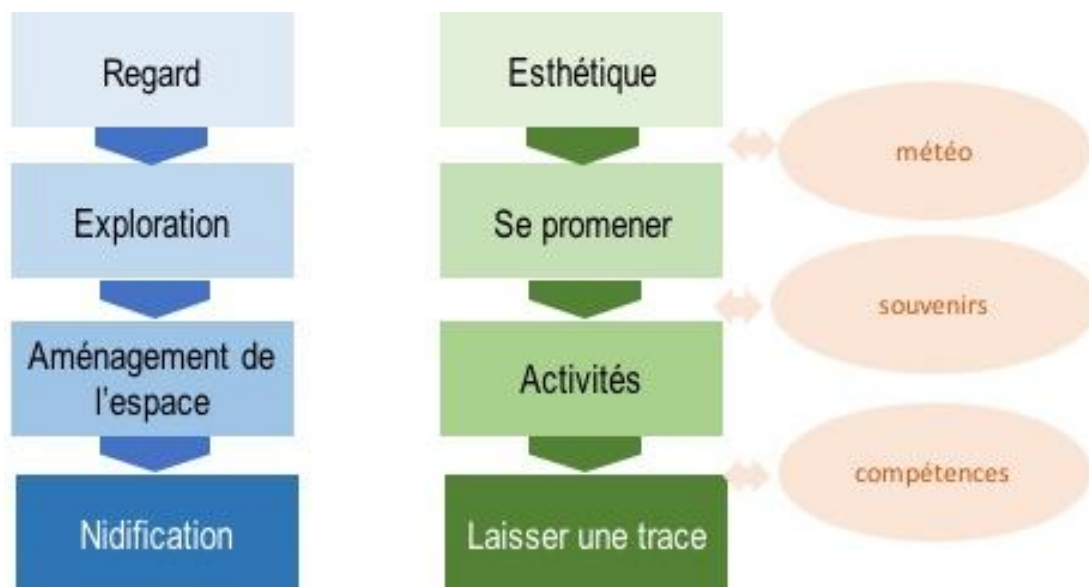 Regard
Exploration
Aménagement de
l'espace
Nidification
Esthétique
Se promener
Activités
Laisser une trace
météo
souvenirs
compétences